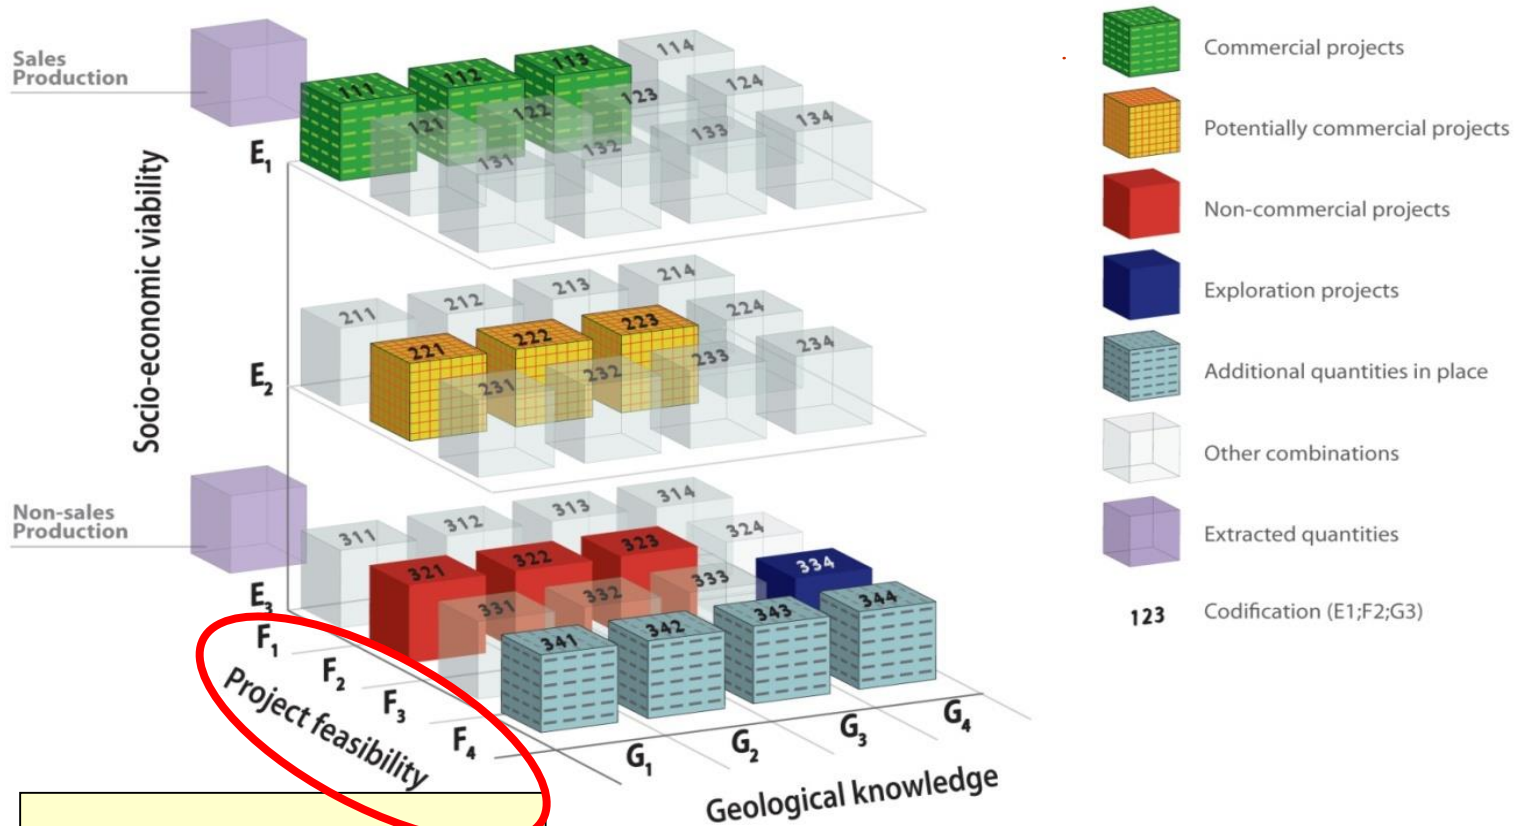 Sales
Production
Socio-economic viability
E1
111
112
113
114
121
122
123
124
131
132
133
134
E2
211
212
213
214
221
222
223
224
231
232
233
234
Non-sales
Production
E3
311
312
313
314
321
322
323
324
331
332
333
334
341
342
343
344
F1
F2
F3
F4
Project feasibility
G1
G2
G3
G4
Geological knowledge
Commercial projects
Potentially commercial projects
Non-commercial projects
Exploration projects
Additional quantities in place
Other combinations
Extracted quantities
123 Codification (E1;F2;G3)